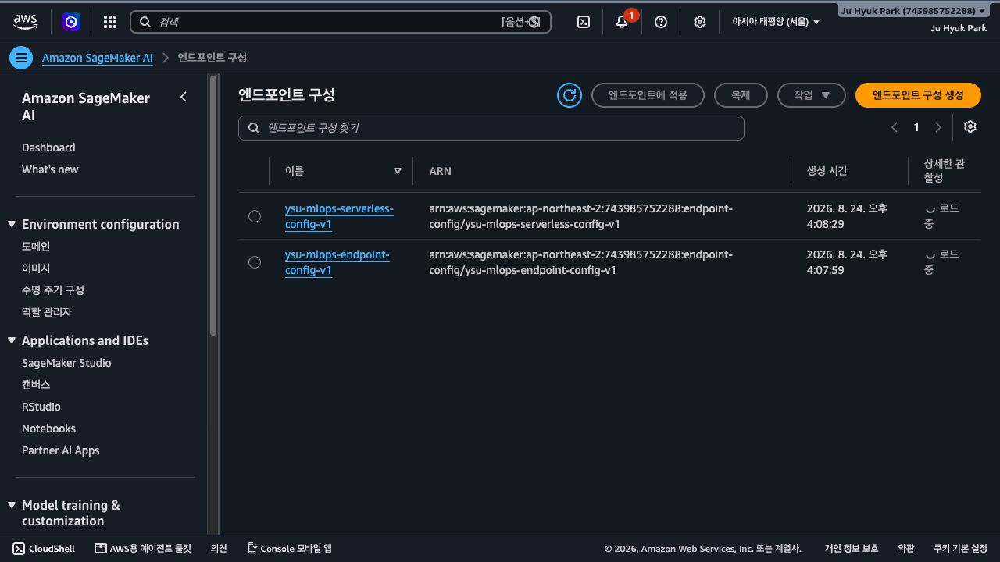 aws
검색
[옵션+S]
1
아시아 태평양 (서울)
Ju Hyuk Park (743985752288)
Ju Hyuk Park
Amazon SageMaker AI
엔드포인트 구성
Amazon SageMaker
AI
Dashboard
What's new
Environment configuration
도메인
이미지
수명 주기 구성
역할 관리자
Applications and IDEs
SageMaker Studio
캔버스
RStudio
Notebooks
Partner AI Apps
Model training &
customization
엔드포인트 구성
엔드포인트에 적용
복제
작업
엔드포인트 구성 생성
엔드포인트 구성 찾기
1
이름
ARN
생성 시간
상세한 관
찰성
ysu-mlops-serverless-
config-v1
arn:aws:sagemaker:ap-northeast-2:743985752288:endpoint-
config/ysu-mlops-serverless-config-v1
2026. 8. 24. 오후
4:08:29
로드
중
ysu-mlops-endpoint-
config-v1
arn:aws:sagemaker:ap-northeast-2:743985752288:endpoint-
config/ysu-mlops-endpoint-config-v1
2026. 8. 24. 오후
4:07:59
로드
중
CloudShell
AWS용 에이전트 툴킷
의견
Console 모바일 앱
© 2026, Amazon Web Services, Inc. 또는 계열사.
개인 정보 보호
약관
쿠키 기본 설정